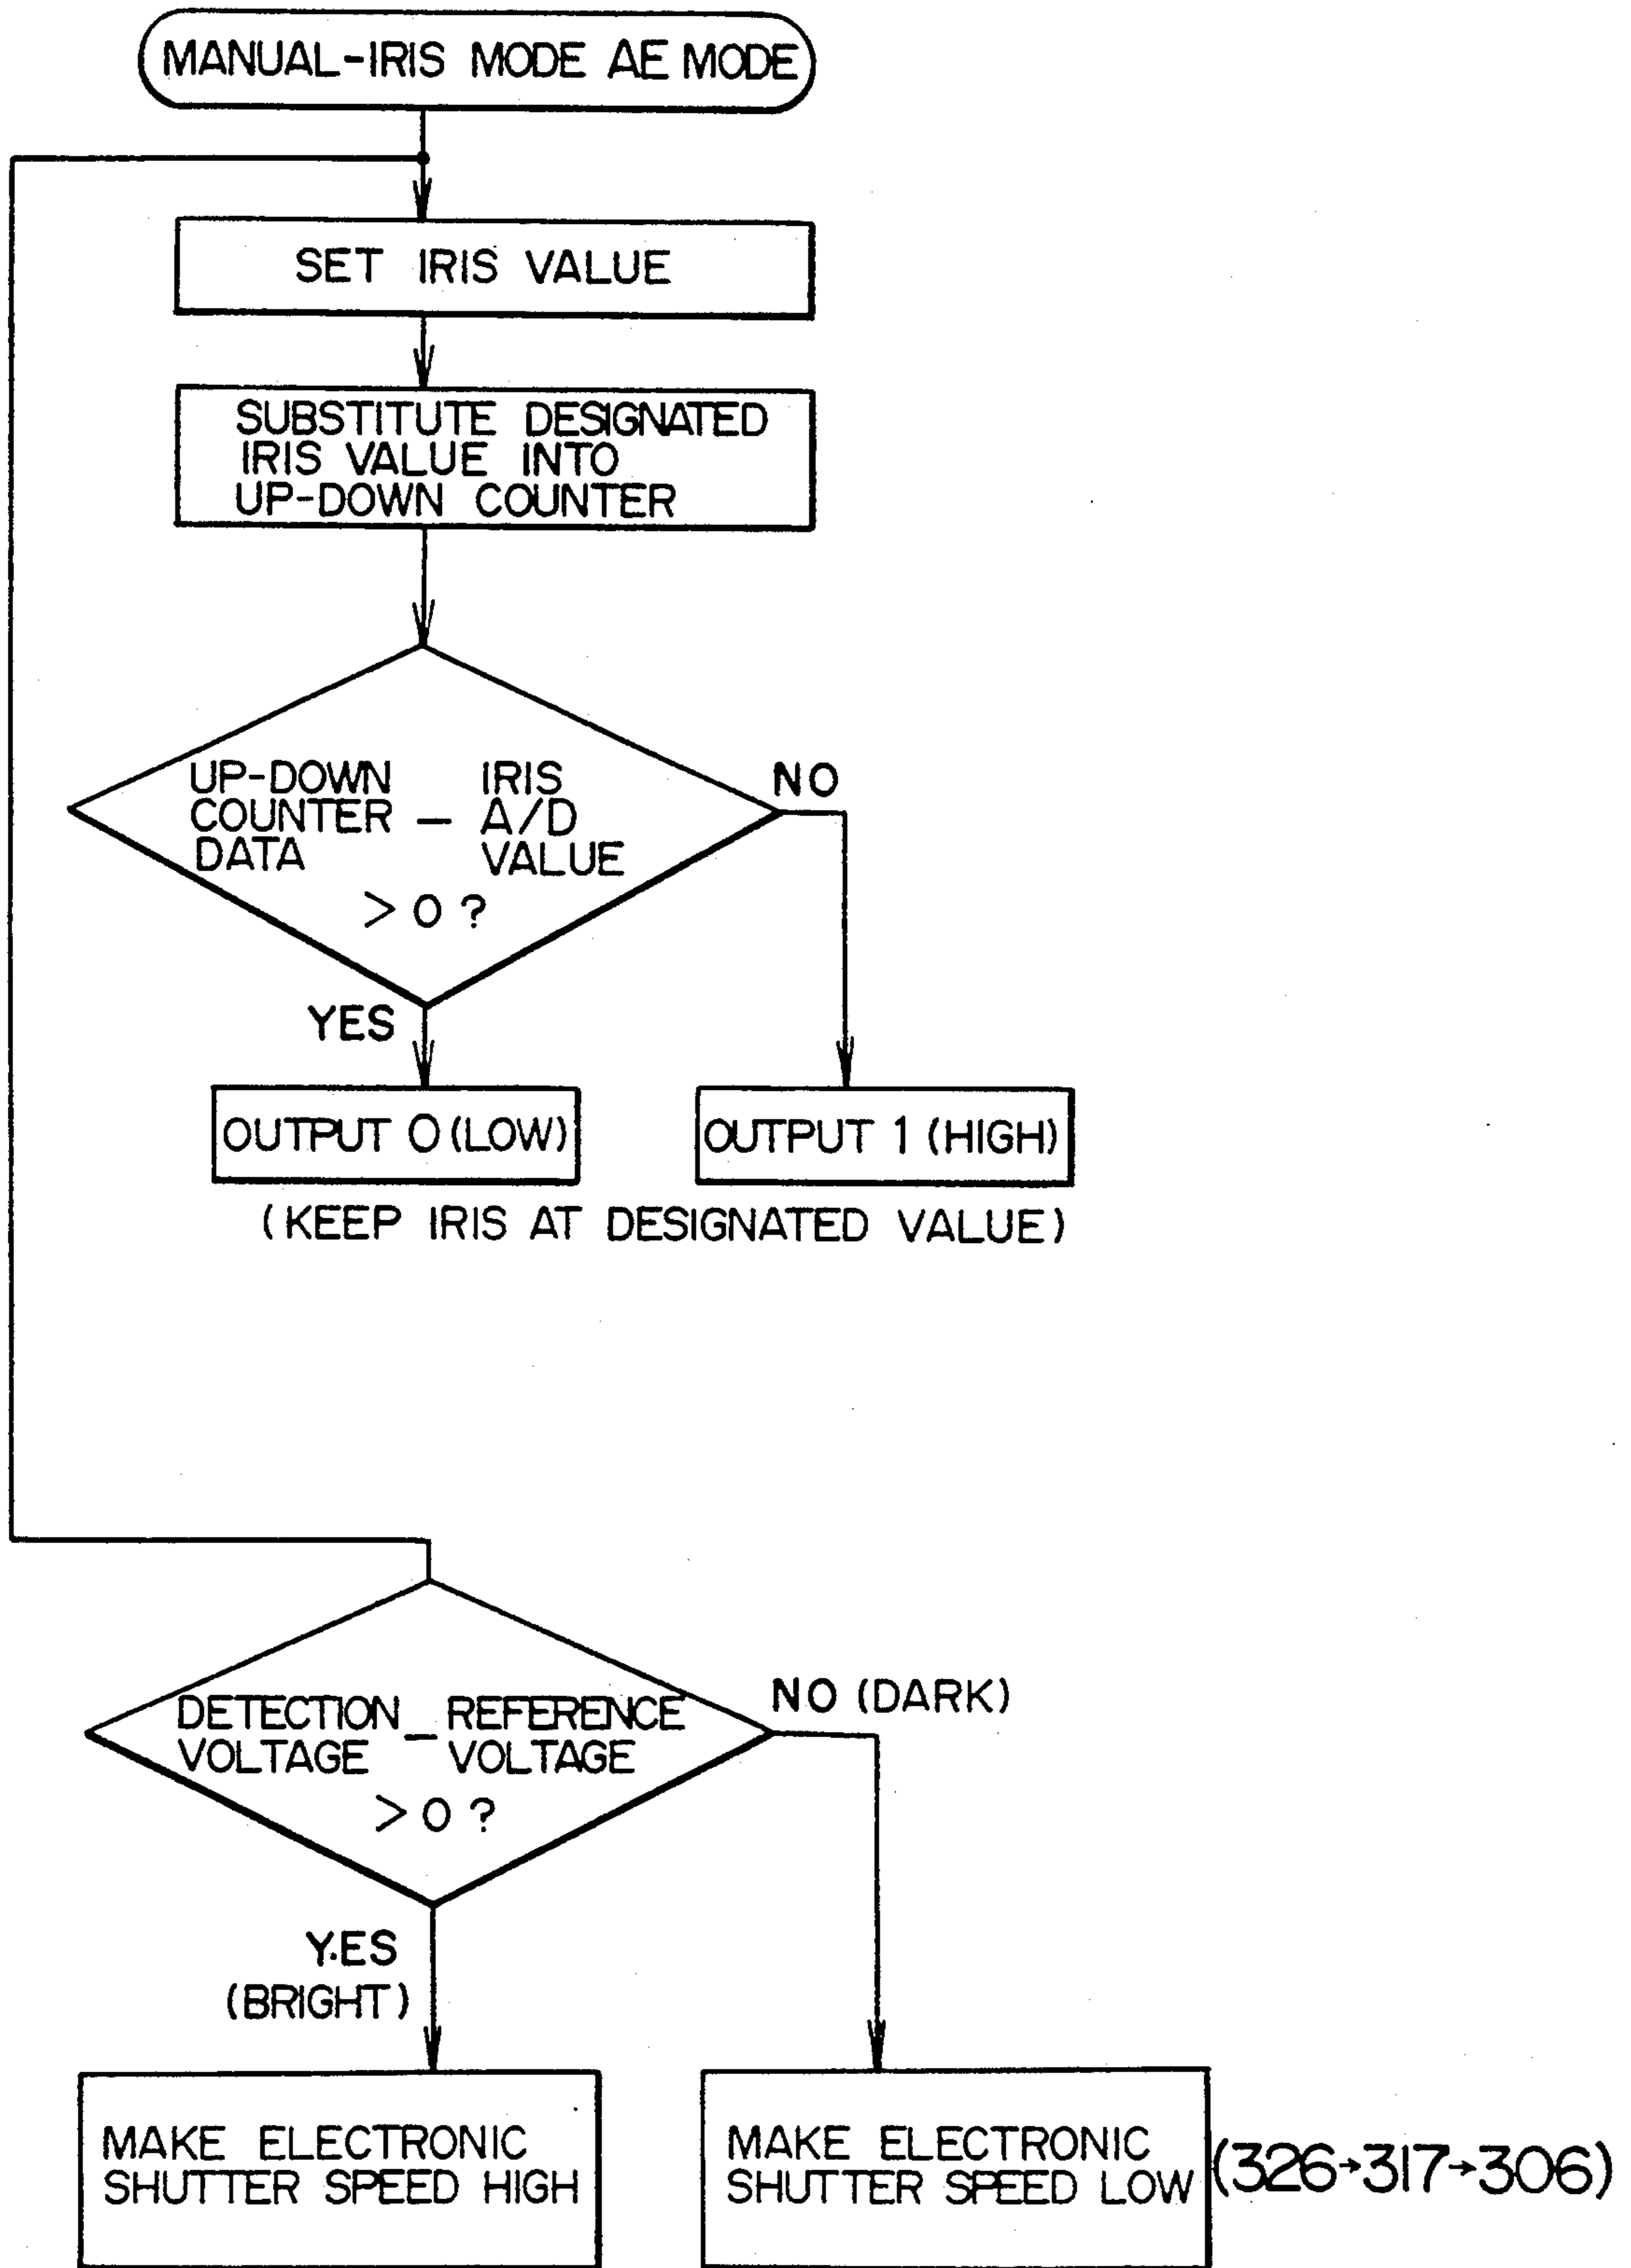 MANUAL-IRIS MODE AE MODE
SET IRIS VALUE
SUBSTITUTE DESIGNATED
IRIS VALUE INTO
UP-DOWN COUNTER
UP-DOWN
COUNTER
DATA
—
IRIS
A/D
VALUE
> 0 ?
NO
YES
OUTPUT 0 (LOW)
OUTPUT 1 (HIGH)
(KEEP IRIS AT DESIGNATED VALUE)
DETECTION
VOLTAGE
—
REFERENCE
VOLTAGE
> 0 ?
NO (DARK)
Y.ES
(BRIGHT)
MAKE ELECTRONIC
SHUTTER SPEED HIGH
MAKE ELECTRONIC
SHUTTER SPEED LOW
(326→317→306)